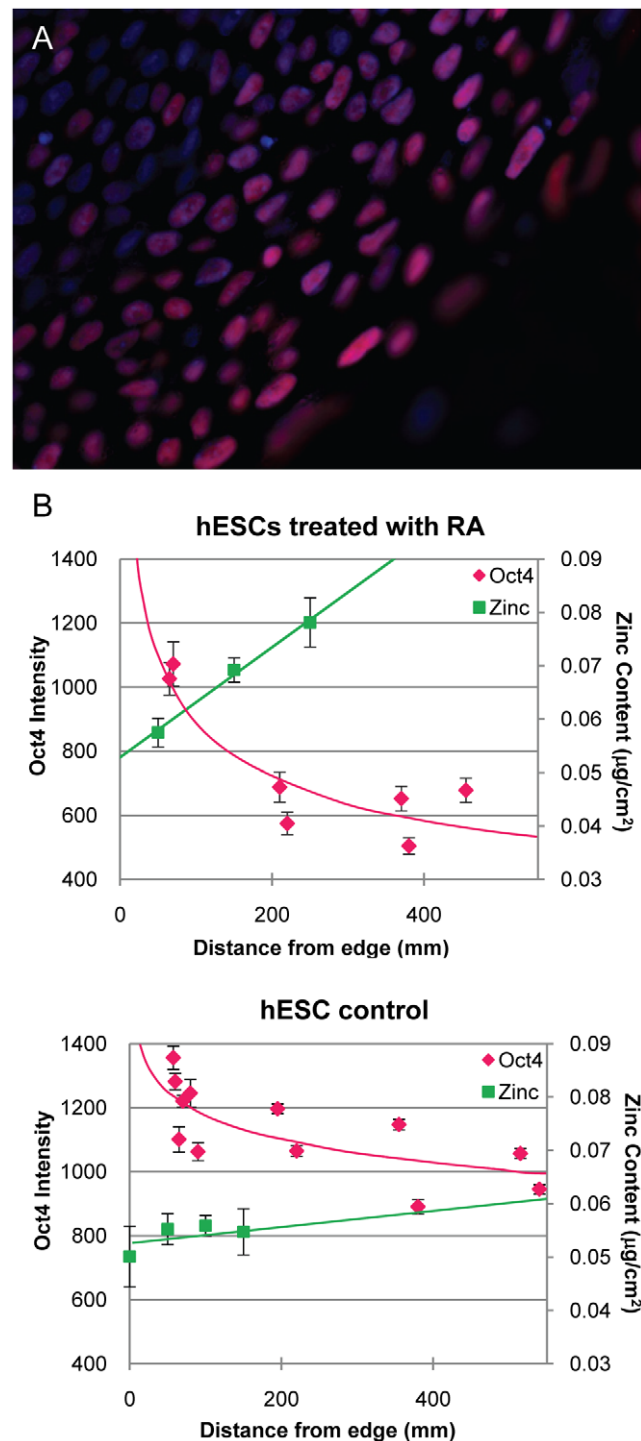 A
B
hESCs treated with RA
1400
1200
1000
800
600
400
Oct4 Intensity
Oct4
Zinc
0.09
0.08
0.07
0.06
0.05
0.04
0.03
Zinc Content (µg/cm²)
0
200
400
Distance from edge (mm)
hESC control
1400
1200
1000
800
600
400
Oct4 Intensity
Oct4
Zinc
0.09
0.08
0.07
0.06
0.05
0.04
0.03
Zinc Content (µg/cm²)
0
200
400
Distance from edge (mm)